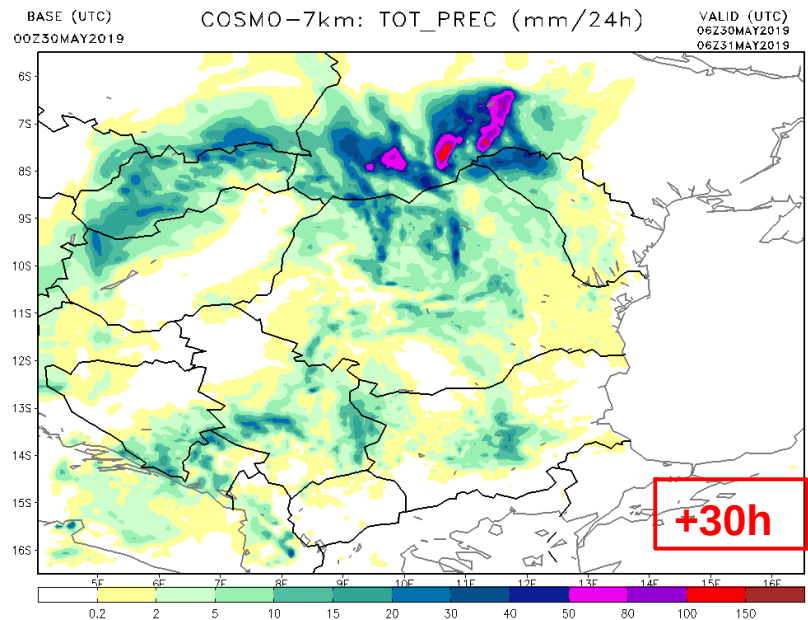 BASE (UTC)
00Z30MAY2019
COSMO-7km: TOT_PREC (mm/24h)
VALID (UTC)
06Z30MAY2019
06Z31MAY2019
6S
7S
8S
9S
10S
11S
12S
13S
14S
15S
16S
+30h
5E
6E
7E
8E
9E
10E
11E
12E
13E
14E
15E
16E
0.2
2
5
10
15
20
30
40
50
80
100
150